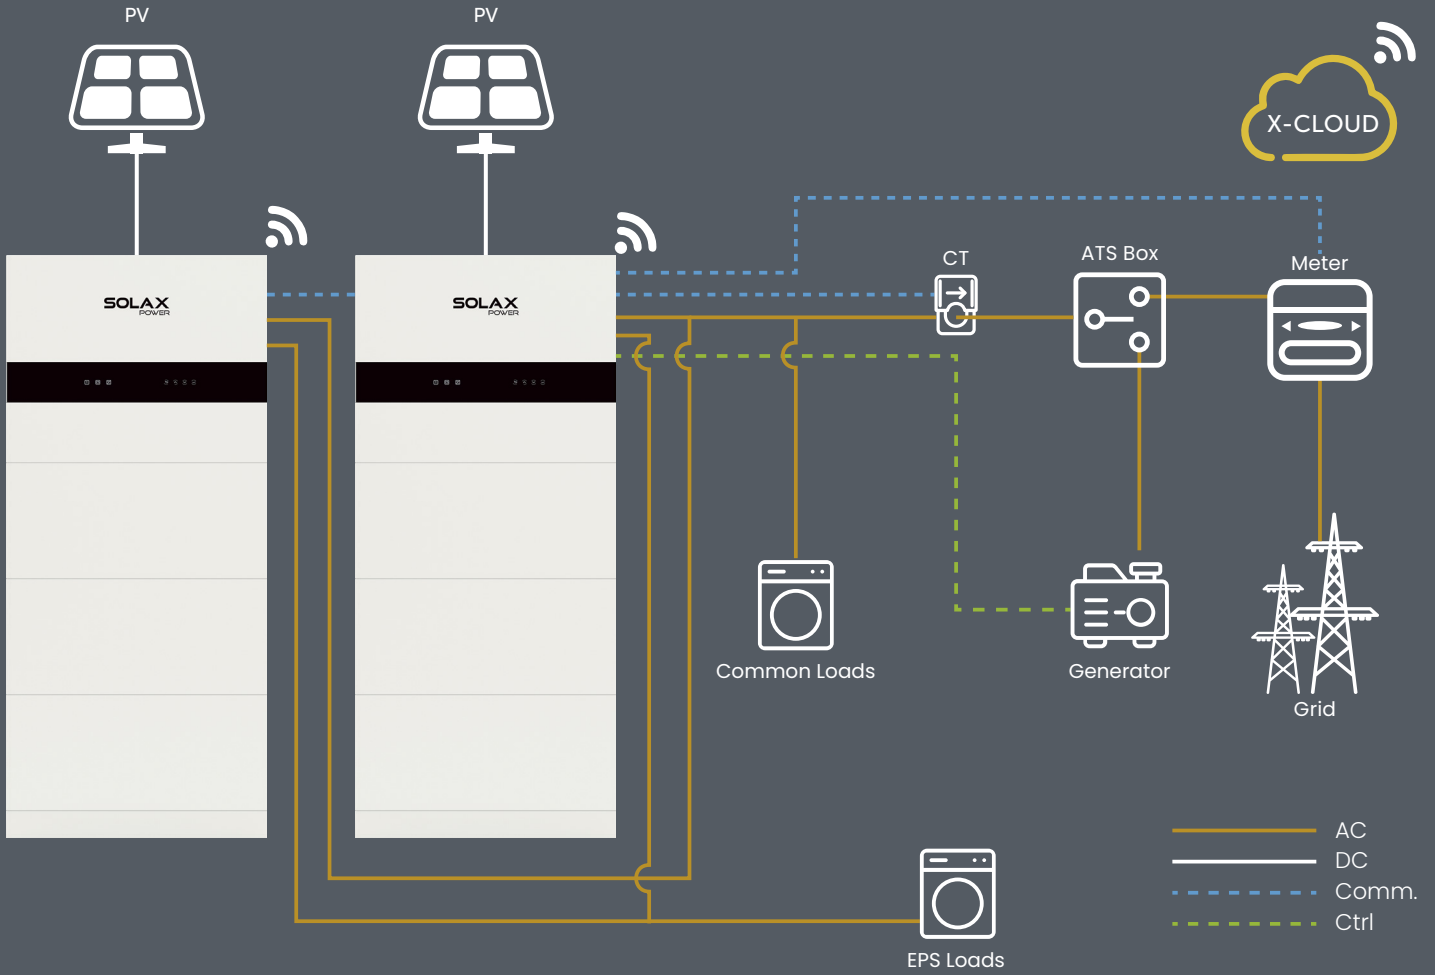 PV
PV
X-CLOUD
CT
ATS Box
Meter
SOLAX
POWER
SOLAX
POWER
Common Loads
Generator
Grid
AC
DC
Comm.
Ctrl
EPS Loads